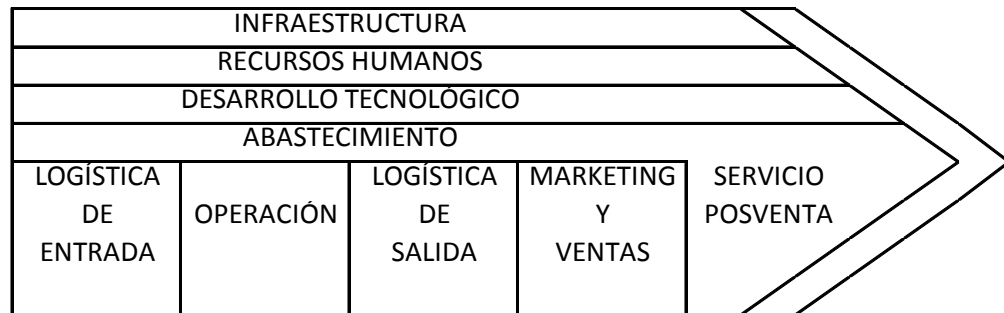 INFRAESTRUCTURA
RECURSOS HUMANOS
DESARROLLO TECNOLÓGICO
ABASTECIMIENTO
LOGÍSTICA
DE
ENTRADA
OPERACIÓN
LOGÍSTICA
DE
SALIDA
MARKETING
Y
VENTAS
SERVICIO
POSVENTA